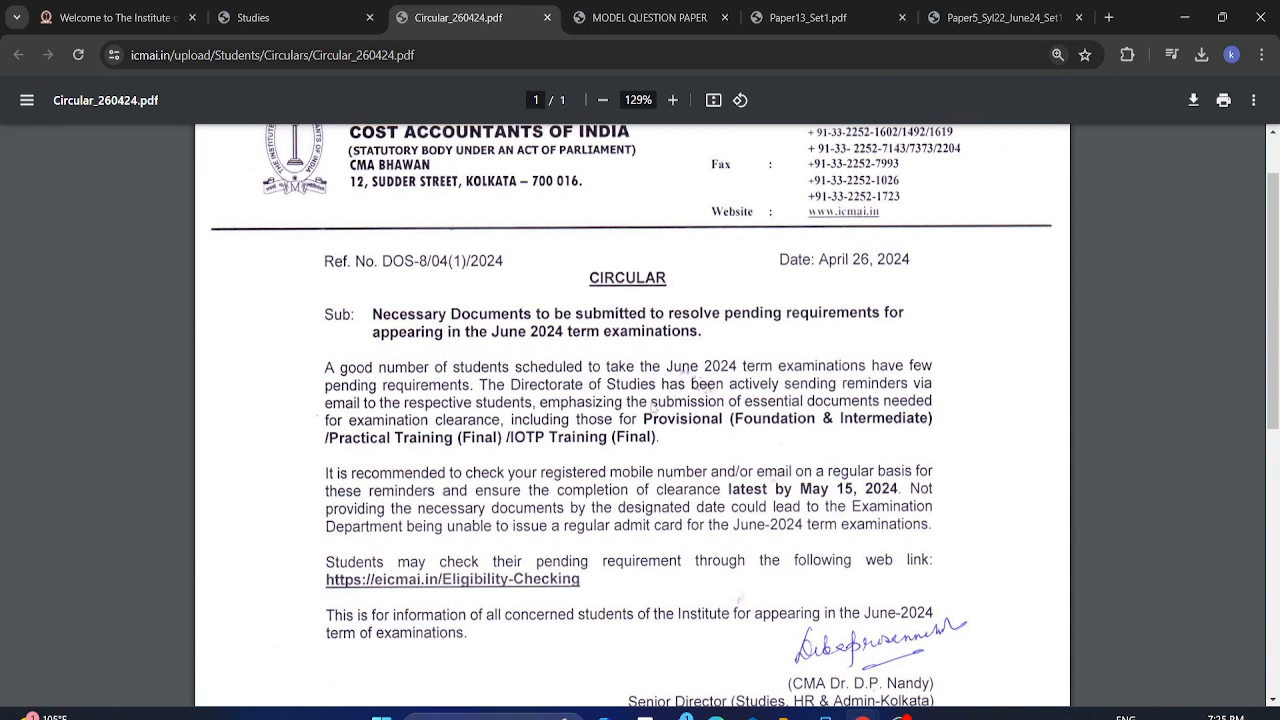 Welcome to The Institute o
Studies
Circular_260424.pdf
MODEL QUESTION PAPER
Paper13_Set1.pdf
Paper5_Syl22_June24_Set1
icmai.in/upload/Students/Circulars/Circular_260424.pdf
k
Circular_260424.pdf
1 / 1
129%
COST ACCOUNTANTS OF INDIA
(STATUTORY BODY UNDER AN ACT OF PARLIAMENT)
CMA BHAWAN
12, SUDDER STREET, KOLKATA – 700 016.
+ 91-33-2252-1602/1492/1619
+ 91-33- 2252-7143/7373/2204
Fax : +91-33-2252-7993
+91-33-2252-1026
+91-33-2252-1723
Website : www.icmai.in
Ref. No. DOS-8/04(1)/2024
Date: April 26, 2024
CIRCULAR
Sub: Necessary Documents to be submitted to resolve pending requirements for
appearing in the June 2024 term examinations.
A good number of students scheduled to take the June 2024 term examinations have few
pending requirements. The Directorate of Studies has been actively sending reminders via
email to the respective students, emphasizing the submission of essential documents needed
for examination clearance, including those for Provisional (Foundation & Intermediate)
/Practical Training (Final) /IOTP Training (Final).
It is recommended to check your registered mobile number and/or email on a regular basis for
these reminders and ensure the completion of clearance latest by May 15, 2024. Not
providing the necessary documents by the designated date could lead to the Examination
Department being unable to issue a regular admit card for the June-2024 term examinations.
Students may check their pending requirement through the following web link:
https://eicmai.in/Eligibility-Checking
This is for information of all concerned students of the Institute for appearing in the June-2024
term of examinations.
(CMA Dr. D.P. Nandy)
Senior Director (Studies, HR & Admin-Kolkata)
105°F
ENG
7:25 PM